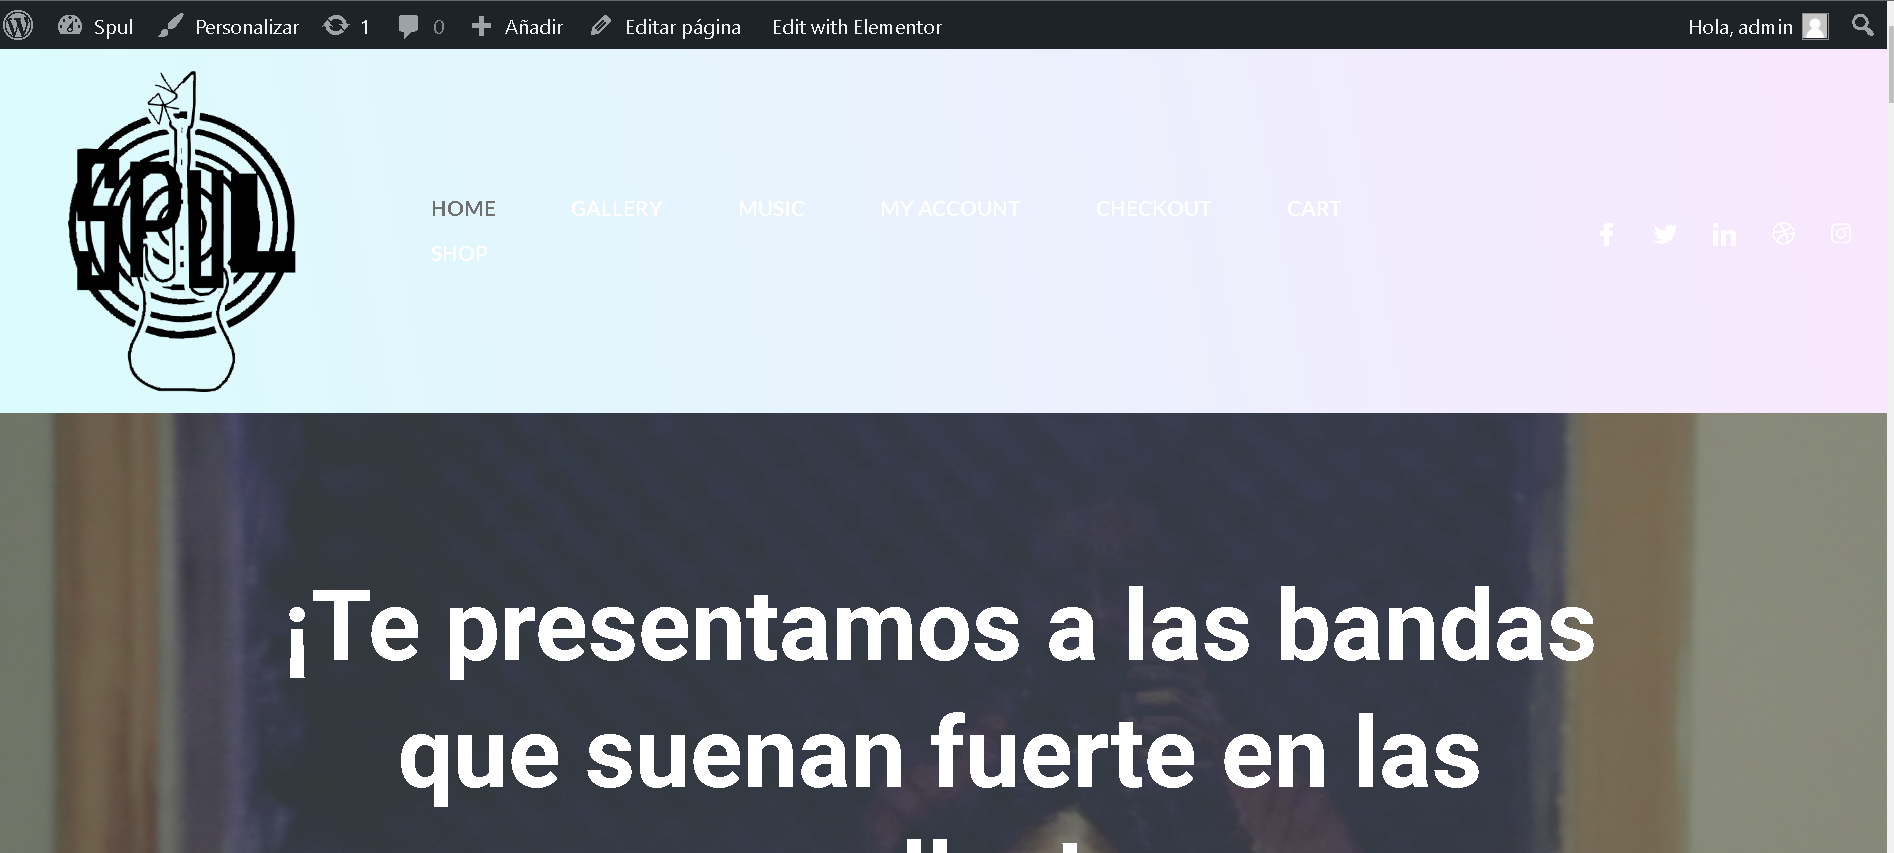 Spul Personalizar 1 0 Añadir Editar página Edit with Elementor Hola, admin
SPUL
HOME GALLERY MUSIC MY ACCOUNT CHECKOUT CART
SHOP
¡Te presentamos a las bandas
que suenan fuerte en las